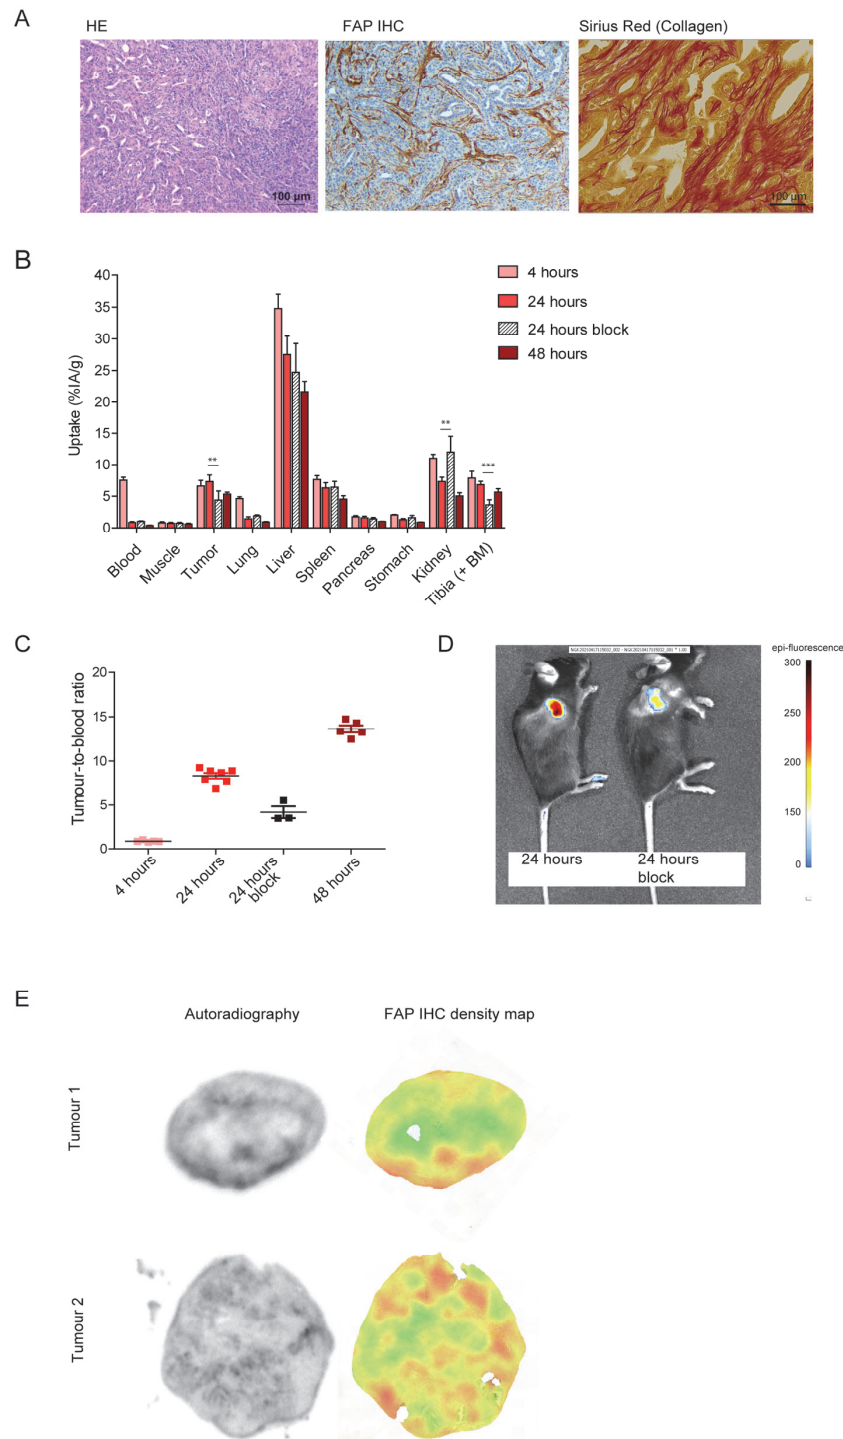 A
HE
FAP IHC
Sirius Red (Collagen)
100 µm
100 µm
B
Uptake (%IA/g)
40
35
30
25
20
15
10
5
0
**
**
***
4 hours
24 hours
24 hours block
48 hours
Blood
Muscle
Tumor
Lung
Liver
Spleen
Pancreas
Stomach
Kidney
Tibia (+ BM)
C
Tumour-to-blood ratio
20
15
10
5
0
4 hours
24 hours
24 hours
block
48 hours
D
epi-fluorescence
300
250
200
150
0
24 hours
24 hours
block
E
Autoradiography
FAP IHC density map
Tumour 1
Tumour 2